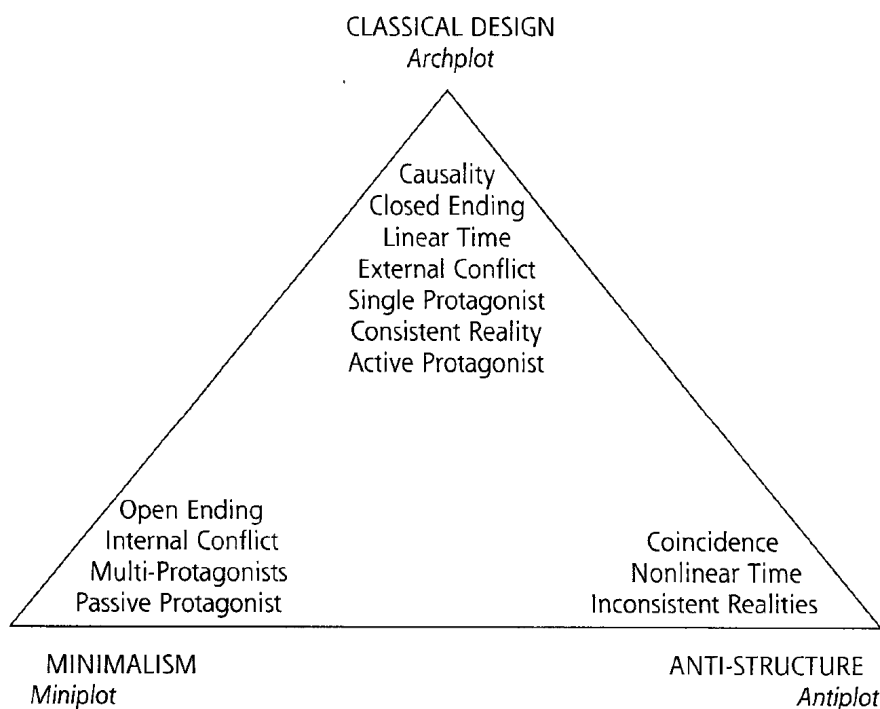 CLASSICAL DESIGN
Archplot
Causality
Closed Ending
Linear Time
External Conflict
Single Protagonist
Consistent Reality
Active Protagonist
Open Ending
Internal Conflict
Multi-Protagonists
Passive Protagonist
Coincidence
Nonlinear Time
Inconsistent Realities
MINIMALISM
Miniplot
ANTI-STRUCTURE
Antiplot